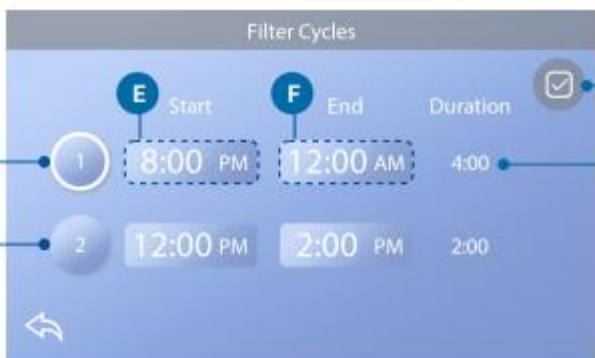 Filter Cycles
E Start F End Duration
1 8:00 PM 12:00 AM 4:00
2 12:00 PM 2:00 PM 2:00